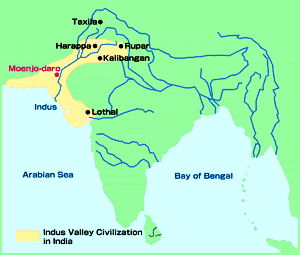 Taxila
Harappa
Rupar
Kalibangan
Moenjo-daro
Indus
Lothal
Arabian Sea
Bay of Bengal
Indus Valley Civilization
in India